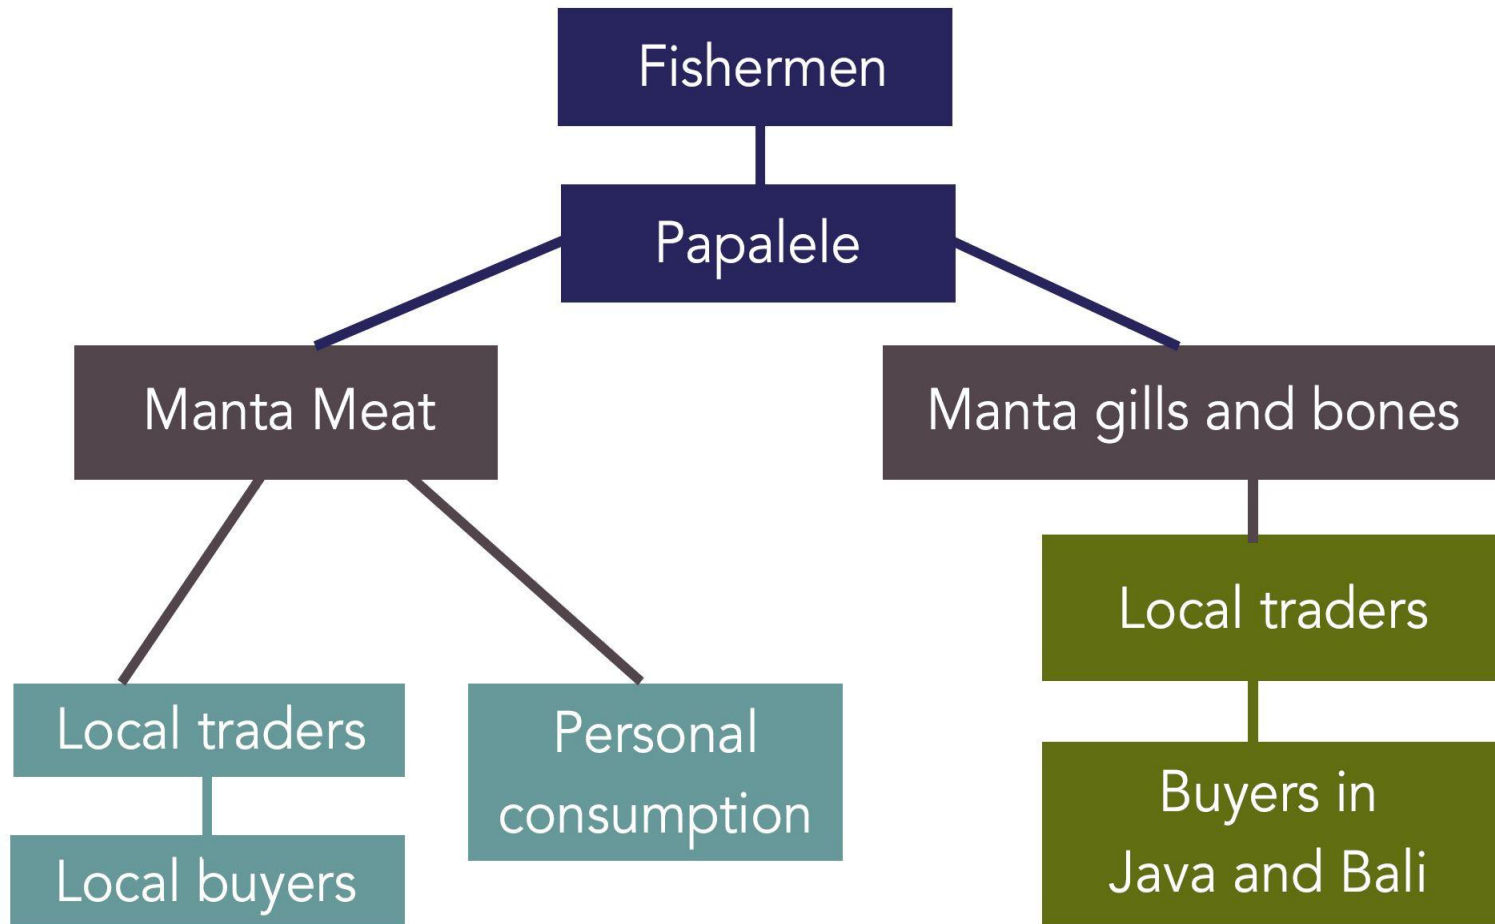 Fishermen
Papalele
Manta Meat
Manta gills and bones
Local traders
Local traders
Personal
consumption
Local buyers
Buyers in
Java and Bali